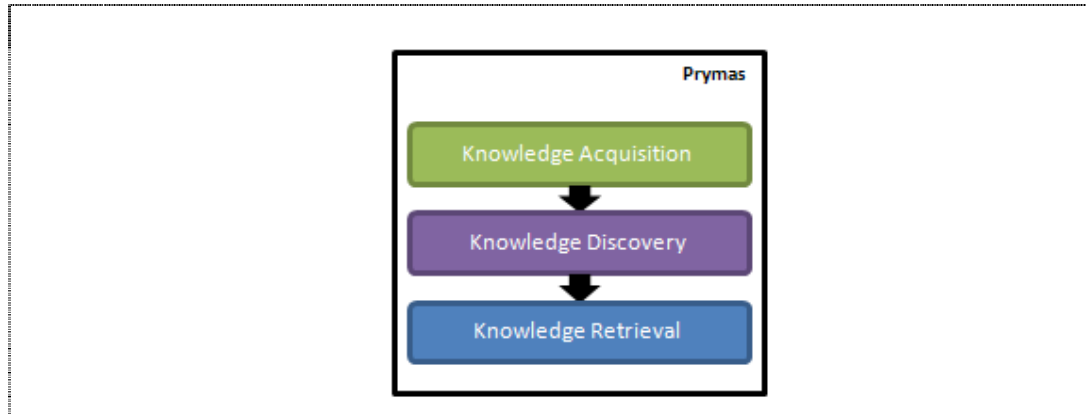 Prymas
Knowledge Acquisition
Knowledge Discovery
Knowledge Retrieval